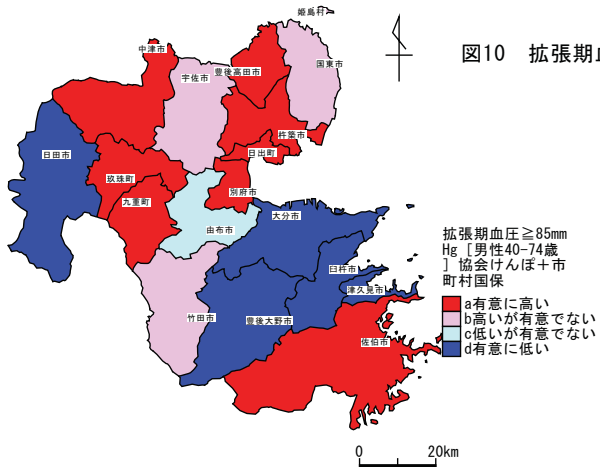 姫島村
図10　拡張期血
中津市
宇佐市
豊後高田市
国東市
杵築市
日出町
日田市
玖珠町
九重町
別府市
由布市
大分市
臼杵市
津久見市
竹田市
豊後大野市
佐伯市
拡張期血圧≧85mm
Hg [男性40-74歳
] 協会けんぽ＋市
町村国保
a有意に高い
b高いが有意でない
c低いが有意でない
d有意に低い
0 20km